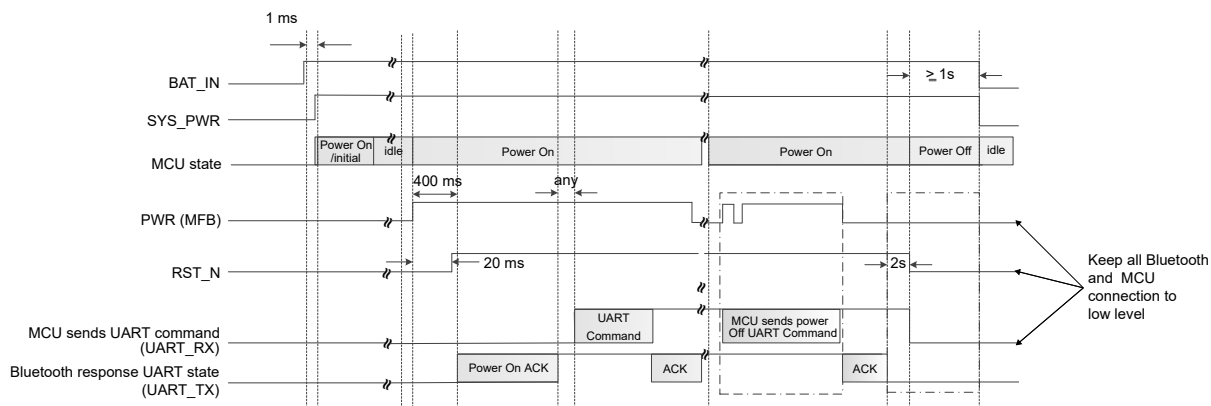 1 ms
BAT_IN
≥ 1s
SYS_PWR
MCU state
Power On
/initial
idle
Power On
Power On
Power Off
idle
400 ms
any
PWR (MFB)
RST_N
20 ms
2s
Keep all Bluetooth
and MCU
connection to
low level
MCU sends UART command
(UART_RX)
UART
Command
MCU sends power
Off UART Command
Bluetooth response UART state
(UART_TX)
Power On ACK
ACK
ACK